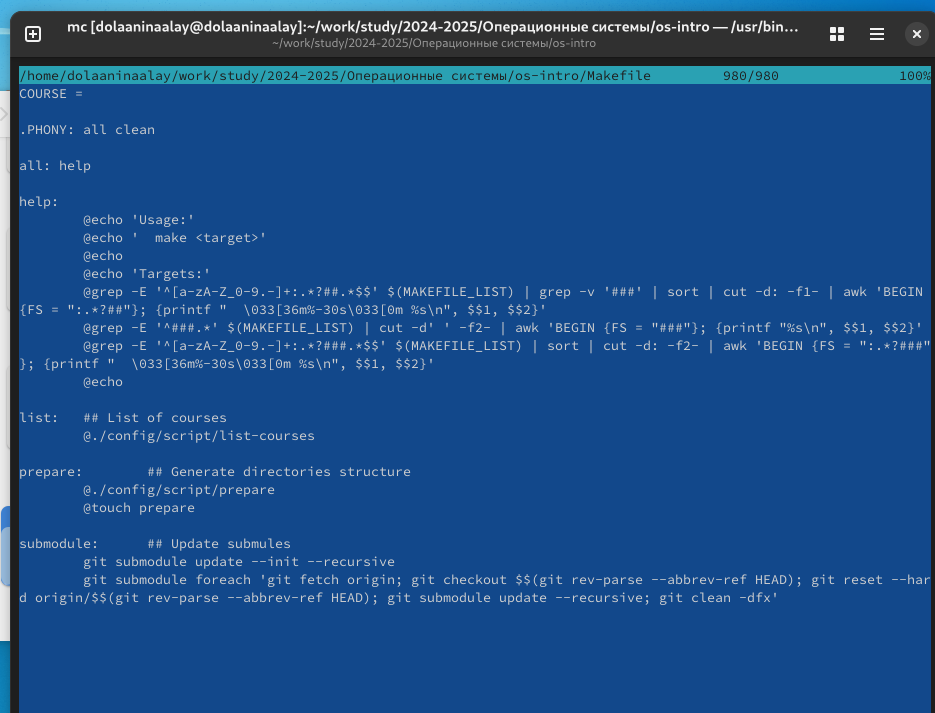 mc [dolaaninaalay@dolaaninaalay]:~/work/study/2024-2025/Операционные системы/os-intro — /usr/bin...
~/work/study/2024-2025/Операционные системы/os-intro
/home/dolaaninaalay/work/study/2024-2025/Операционные системы/os-intro/Makefile 980/980 100%
COURSE =
.PHONY: all clean
all: help
help:
@echo 'Usage:'
@echo '  make <target>'
@echo
@echo 'Targets:'
@grep -E '^[a-zA-Z_0-9.-]+:.*?##.*$$' $(MAKEFILE_LIST) | grep -v '###' | sort | cut -d: -f1- | awk 'BEGIN
{FS = ":.*?##"}; {printf "  \033[36m%-30s\033[0m %s\n", $$1, $$2}'
@grep -E '^###.*' $(MAKEFILE_LIST) | cut -d' ' -f2- | awk 'BEGIN {FS = "###"}; {printf "%s\n", $$1, $$2}'
@grep -E '^[a-zA-Z_0-9.-]+:.*?###.*$$' $(MAKEFILE_LIST) | sort | cut -d: -f2- | awk 'BEGIN {FS = ":.*?###"
}; {printf "  \033[36m%-30s\033[0m %s\n", $$1, $$2}'
@echo
list:   ## List of courses
@./config/script/list-courses
prepare:        ## Generate directories structure
@./config/script/prepare
@touch prepare
submodule:      ## Update submules
git submodule update --init --recursive
git submodule foreach 'git fetch origin; git checkout $$(git rev-parse --abbrev-ref HEAD); git reset --har
d origin/$$(git rev-parse --abbrev-ref HEAD); git submodule update --recursive; git clean -dfx'